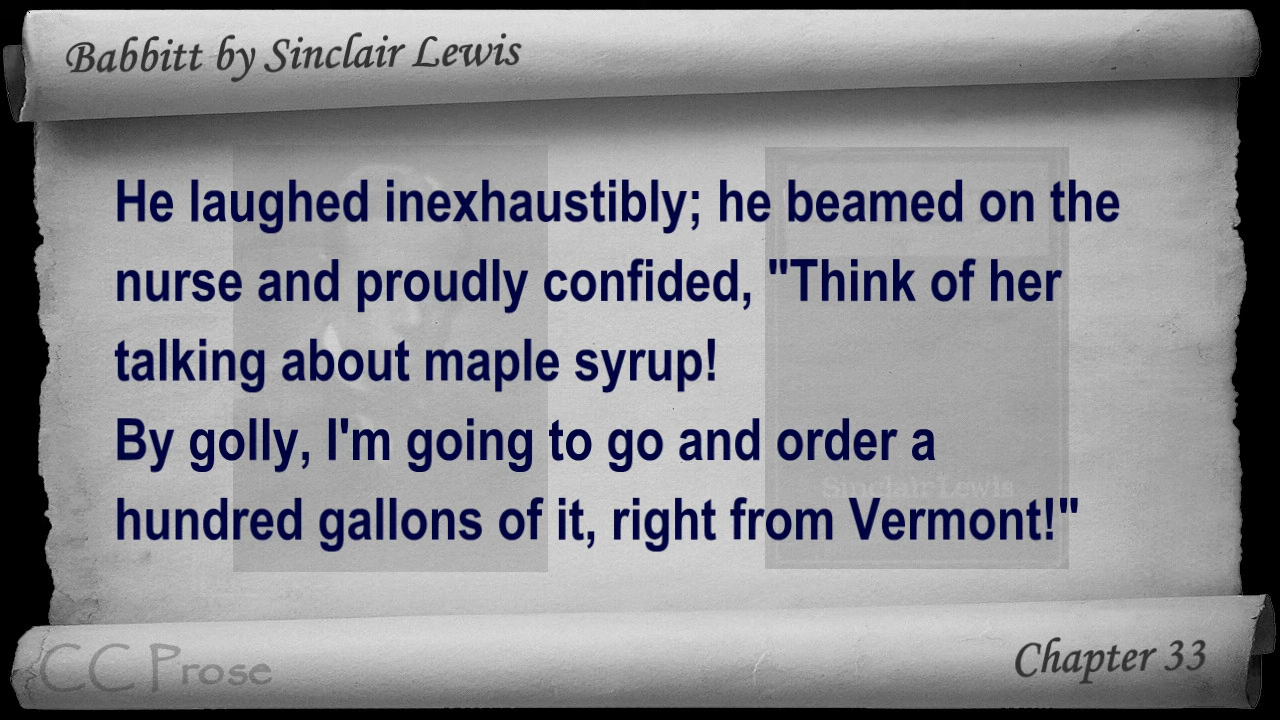 Babbitt by Sinclair Lewis
He laughed inexhaustibly; he beamed on the
nurse and proudly confided, "Think of her
talking about maple syrup!
By golly, I'm going to go and order a
hundred gallons of it, right from Vermont!"
Sinclair Lewis
CC Prose
Chapter 33